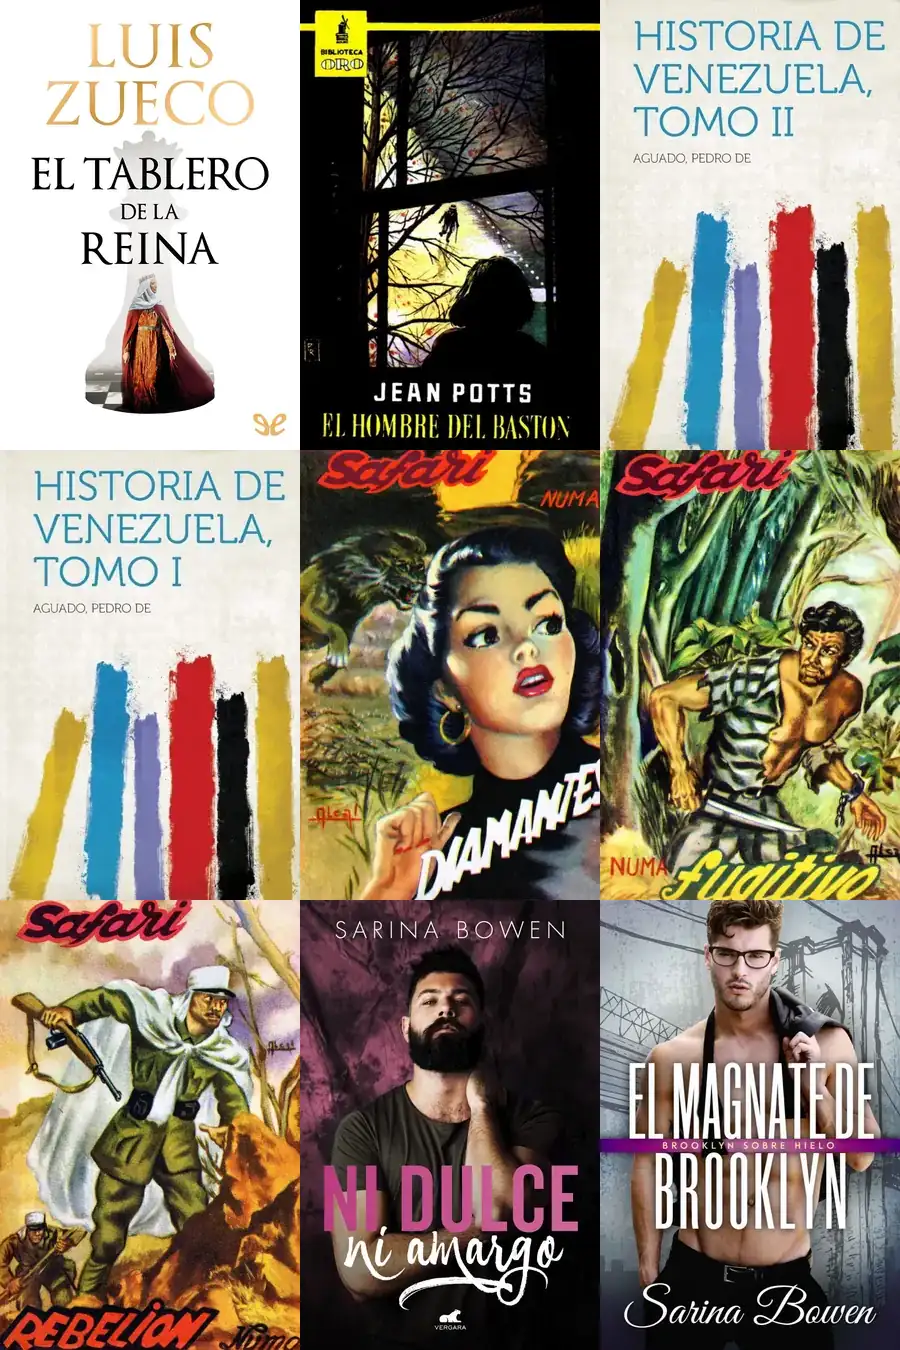 LUIS
ZUECO
EL TABLERO
DE LA
REINA
BIBLIOTECA
ORO
JEAN POTTS
EL HOMBRE DEL BASTON
HISTORIA DE
VENEZUELA,
TOMO II
AGUADO, PEDRO DE
HISTORIA DE
VENEZUELA,
TOMO I
AGUADO, PEDRO DE
Safari
NUMA
Alcal
DIAMANTES
Safari
NUMA
fugitivo
Safari
REBELION
Numa
SARINA BOWEN
NI DULCE
ni amargo
VERGARA
EL MAGNATE DE
BROOKLYN SOBRE HIELO
BROOKLYN
Sarina Bowen